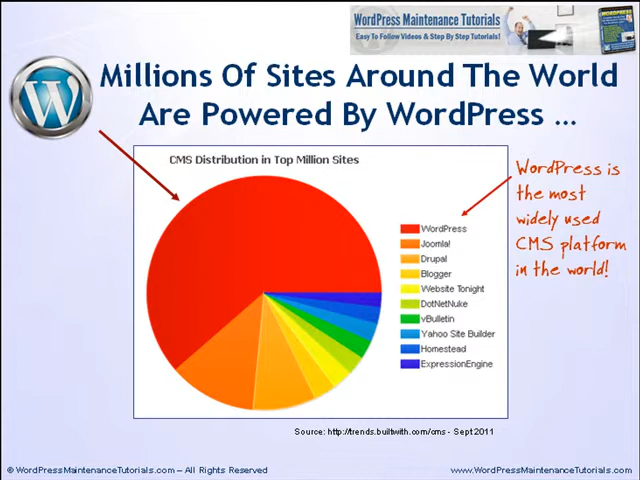 WordPress Maintenance Tutorials
Easy To Follow Videos & Step By Step Tutorials!
WORDPRESS
Millions Of Sites Around The World
Are Powered By WordPress ...
CMS Distribution in Top Million Sites
WordPress is
the most
widely used
CMS platform
in the world!
WordPress
Joomla!
Drupal
Blogger
Website Tonight
DotNetNuke
vBulletin
Yahoo Site Builder
Homestead
ExpressionEngine
Source: http://trends.builtwith.com/cms - Sept 2011
© WordPressMaintenanceTutorials.com – All Rights Reserved
www.WordPressMaintenanceTutorials.com